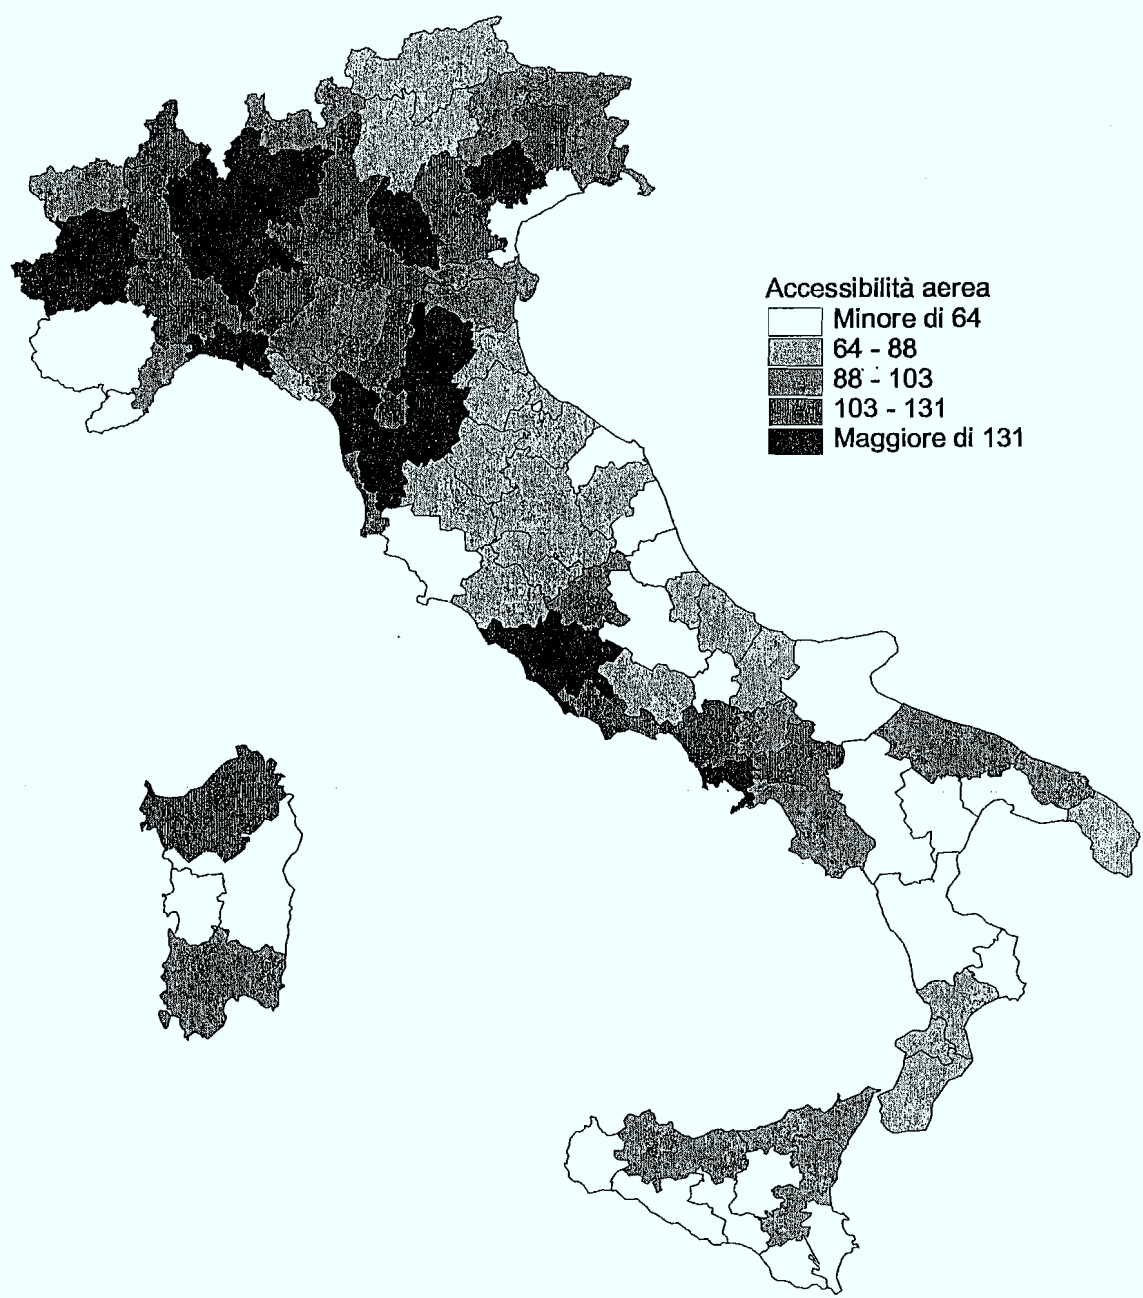 Accessibilità aerea
Minore di 64
64 - 88
88 - 103
103 - 131
Maggiore di 131